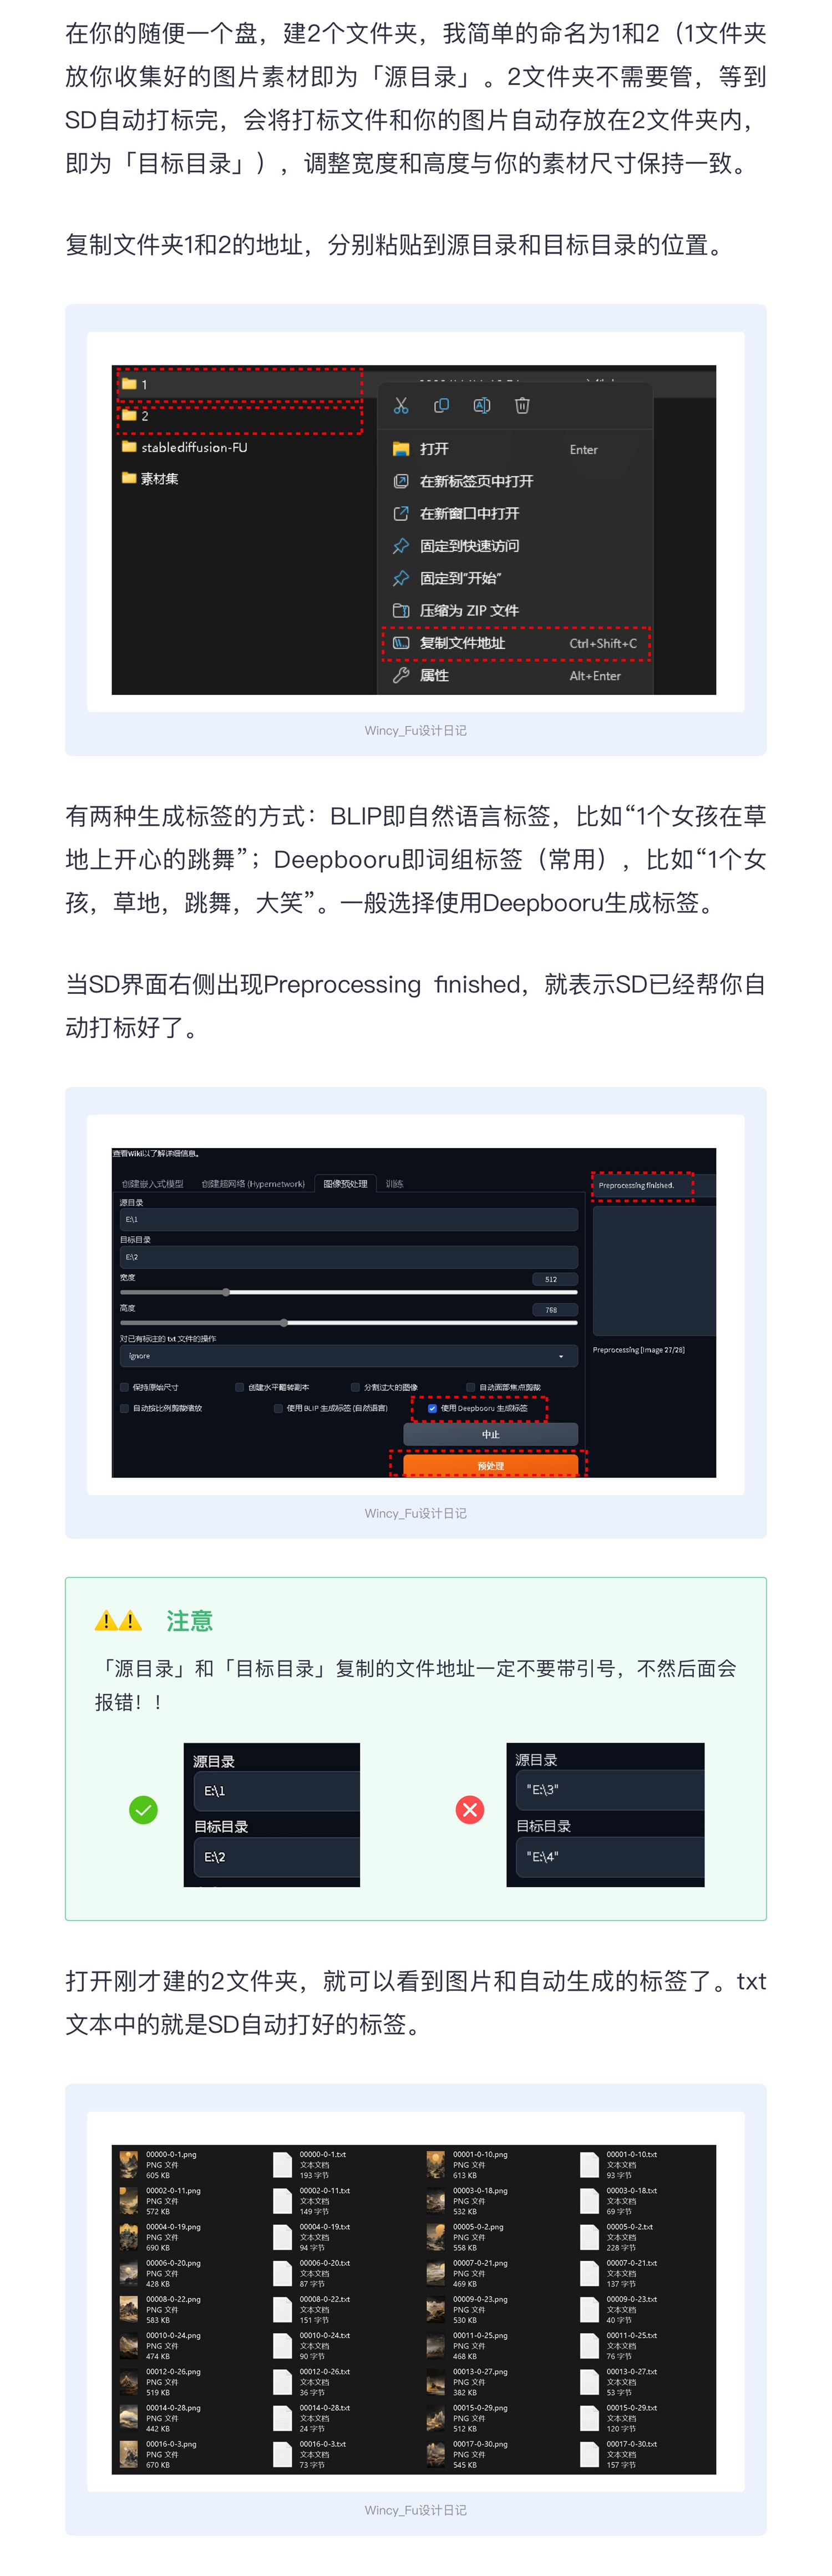 在你的随便一个盘，建2个文件夹，我简单的命名为1和2（1文件夹
放你收集好的图片素材即为「源目录」。2文件夹不需要管，等到
SD自动打标完，会将打标文件和你的图片自动存放在2文件夹内，
即为「目标目录」），调整宽度和高度与你的素材尺寸保持一致。
复制文件夹1和2的地址，分别粘贴到源目录和目标目录的位置。
1
2
stablediffusion-FU
素材集
打开 Enter
在新标签页中打开
在新窗口中打开
固定到快速访问
固定到"开始"
压缩为 ZIP 文件
复制文件地址 Ctrl+Shift+C
属性 Alt+Enter
Wincy_Fu设计日记
有两种生成标签的方式：BLIP即自然语言标签，比如“1个女孩在草
地上开心的跳舞”；Deepbooru即词组标签（常用），比如“1个女
孩，草地，跳舞，大笑”。一般选择使用Deepbooru生成标签。
当SD界面右侧出现Preprocessing finished，就表示SD已经帮你自
动打标好了。
查看Wiki以了解详细信息。
创建嵌入式模型 创建超网络 (Hypernetwork) 图像预处理 训练
Preprocessing finished.
源目录
E:\1
目标目录
E:\2
宽度 512
高度 768
对已有标注的 txt 文件的操作
ignore
Preprocessing [Image 27/28]
保持原始尺寸 创建水平翻转副本 分割过大的图像 自动面部焦点剪裁
自动按比例剪裁缩放 使用 BLIP 生成标签 (自然语言) 使用 Deepbooru 生成标签
中止
预处理
Wincy_Fu设计日记
注意
「源目录」和「目标目录」复制的文件地址一定不要带引号，不然后面会
报错！！
源目录
E:\1
目标目录
E:\2
源目录
"E:\3"
目标目录
"E:\4"
打开刚才建的2文件夹，就可以看到图片和自动生成的标签了。txt
文本中的就是SD自动打好的标签。
00000-0-1.png 00000-0-1.txt 00001-0-10.png 00001-0-10.txt
PNG 文件 文本文档 PNG 文件 文本文档
605 KB 193 字节 613 KB 93 字节
00002-0-11.png 00002-0-11.txt 00003-0-18.png 00003-0-18.txt
PNG 文件 文本文档 PNG 文件 文本文档
572 KB 149 字节 532 KB 69 字节
00004-0-19.png 00004-0-19.txt 00005-0-2.png 00005-0-2.txt
PNG 文件 文本文档 PNG 文件 文本文档
690 KB 94 字节 558 KB 228 字节
00006-0-20.png 00006-0-20.txt 00007-0-21.png 00007-0-21.txt
PNG 文件 文本文档 PNG 文件 文本文档
428 KB 87 字节 469 KB 137 字节
00008-0-22.png 00008-0-22.txt 00009-0-23.png 00009-0-23.txt
PNG 文件 文本文档 PNG 文件 文本文档
583 KB 151 字节 530 KB 40 字节
00010-0-24.png 00010-0-24.txt 00011-0-25.png 00011-0-25.txt
PNG 文件 文本文档 PNG 文件 文本文档
474 KB 90 字节 468 KB 76 字节
00012-0-26.png 00012-0-26.txt 00013-0-27.png 00013-0-27.txt
PNG 文件 文本文档 PNG 文件 文本文档
519 KB 36 字节 382 KB 53 字节
00014-0-28.png 00014-0-28.txt 00015-0-29.png 00015-0-29.txt
PNG 文件 文本文档 PNG 文件 文本文档
442 KB 24 字节 512 KB 120 字节
00016-0-3.png 00016-0-3.txt 00017-0-30.png 00017-0-30.txt
PNG 文件 文本文档 PNG 文件 文本文档
670 KB 73 字节 545 KB 157 字节
Wincy_Fu设计日记